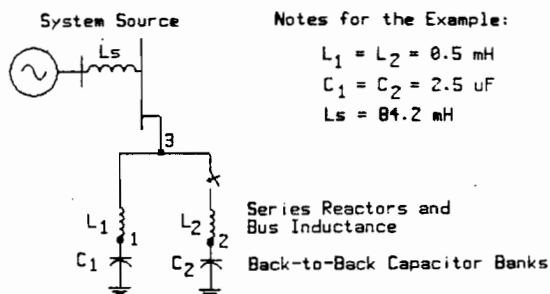 System Source
Ls
Notes for the Example:
L1 = L2 = 0.5 mH
C1 = C2 = 2.5 uF
Ls = 84.2 mH
3
L1
1
L2
2
Series Reactors and
Bus Inductance
C1
C2
Back-to-Back Capacitor Banks